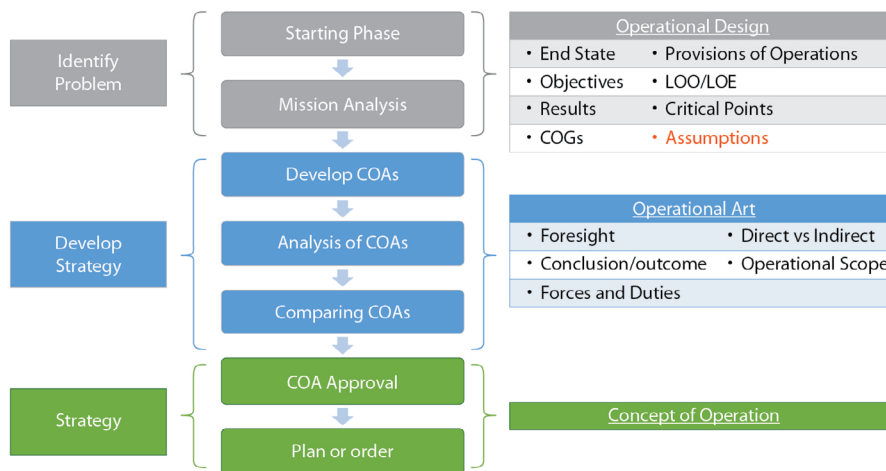 Identify
Problem
Starting Phase
Mission Analysis
Operational Design
• End State • Provisions of Operations
• Objectives • LOO/LOE
• Results • Critical Points
• COGs • Assumptions
Develop
Strategy
Develop COAs
Analysis of COAs
Comparing COAs
Operational Art
• Foresight • Direct vs Indirect
• Conclusion/outcome • Operational Scope
• Forces and Duties
Strategy
COA Approval
Plan or order
Concept of Operation